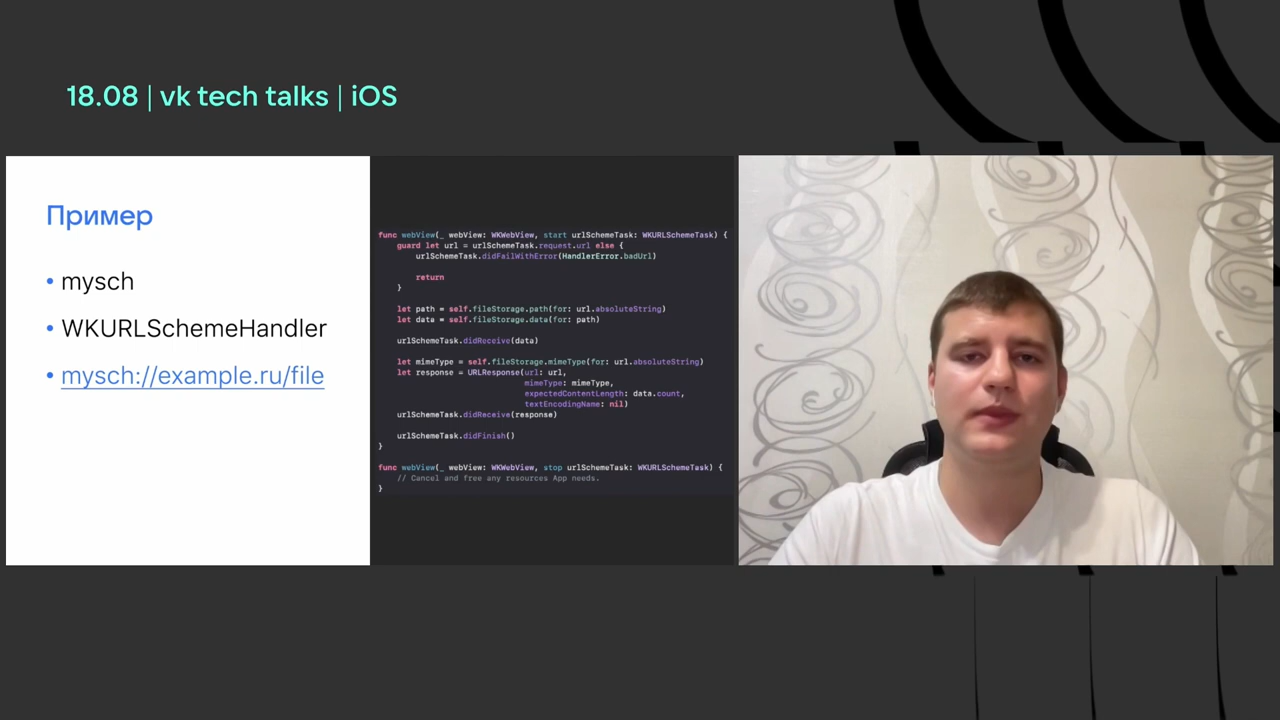 18.08 | vk tech talks | iOS
Пример
• mysch
• WKURLSchemeHandler
• mysch://example.ru/file
func webView(_ webView: WKWebView, start urlSchemeTask: WKURLSchemeTask) {
guard let url = urlSchemeTask.request.url else {
urlSchemeTask.didFailWithError(HandlerError.badUrl)
return
}
let path = self.fileStorage.path(for: url.absoluteString)
let data = self.fileStorage.data(for: path)
urlSchemeTask.didReceive(data)
let mimeType = self.fileStorage.mimeType(for: url.absoluteString)
let response = URLResponse(url: url,
mimeType: mimeType,
expectedContentLength: data.count,
textEncodingName: nil)
urlSchemeTask.didReceive(response)
urlSchemeTask.didFinish()
}
func webView(_ webView: WKWebView, stop urlSchemeTask: WKURLSchemeTask) {
// Cancel and free any resources App needs.
}